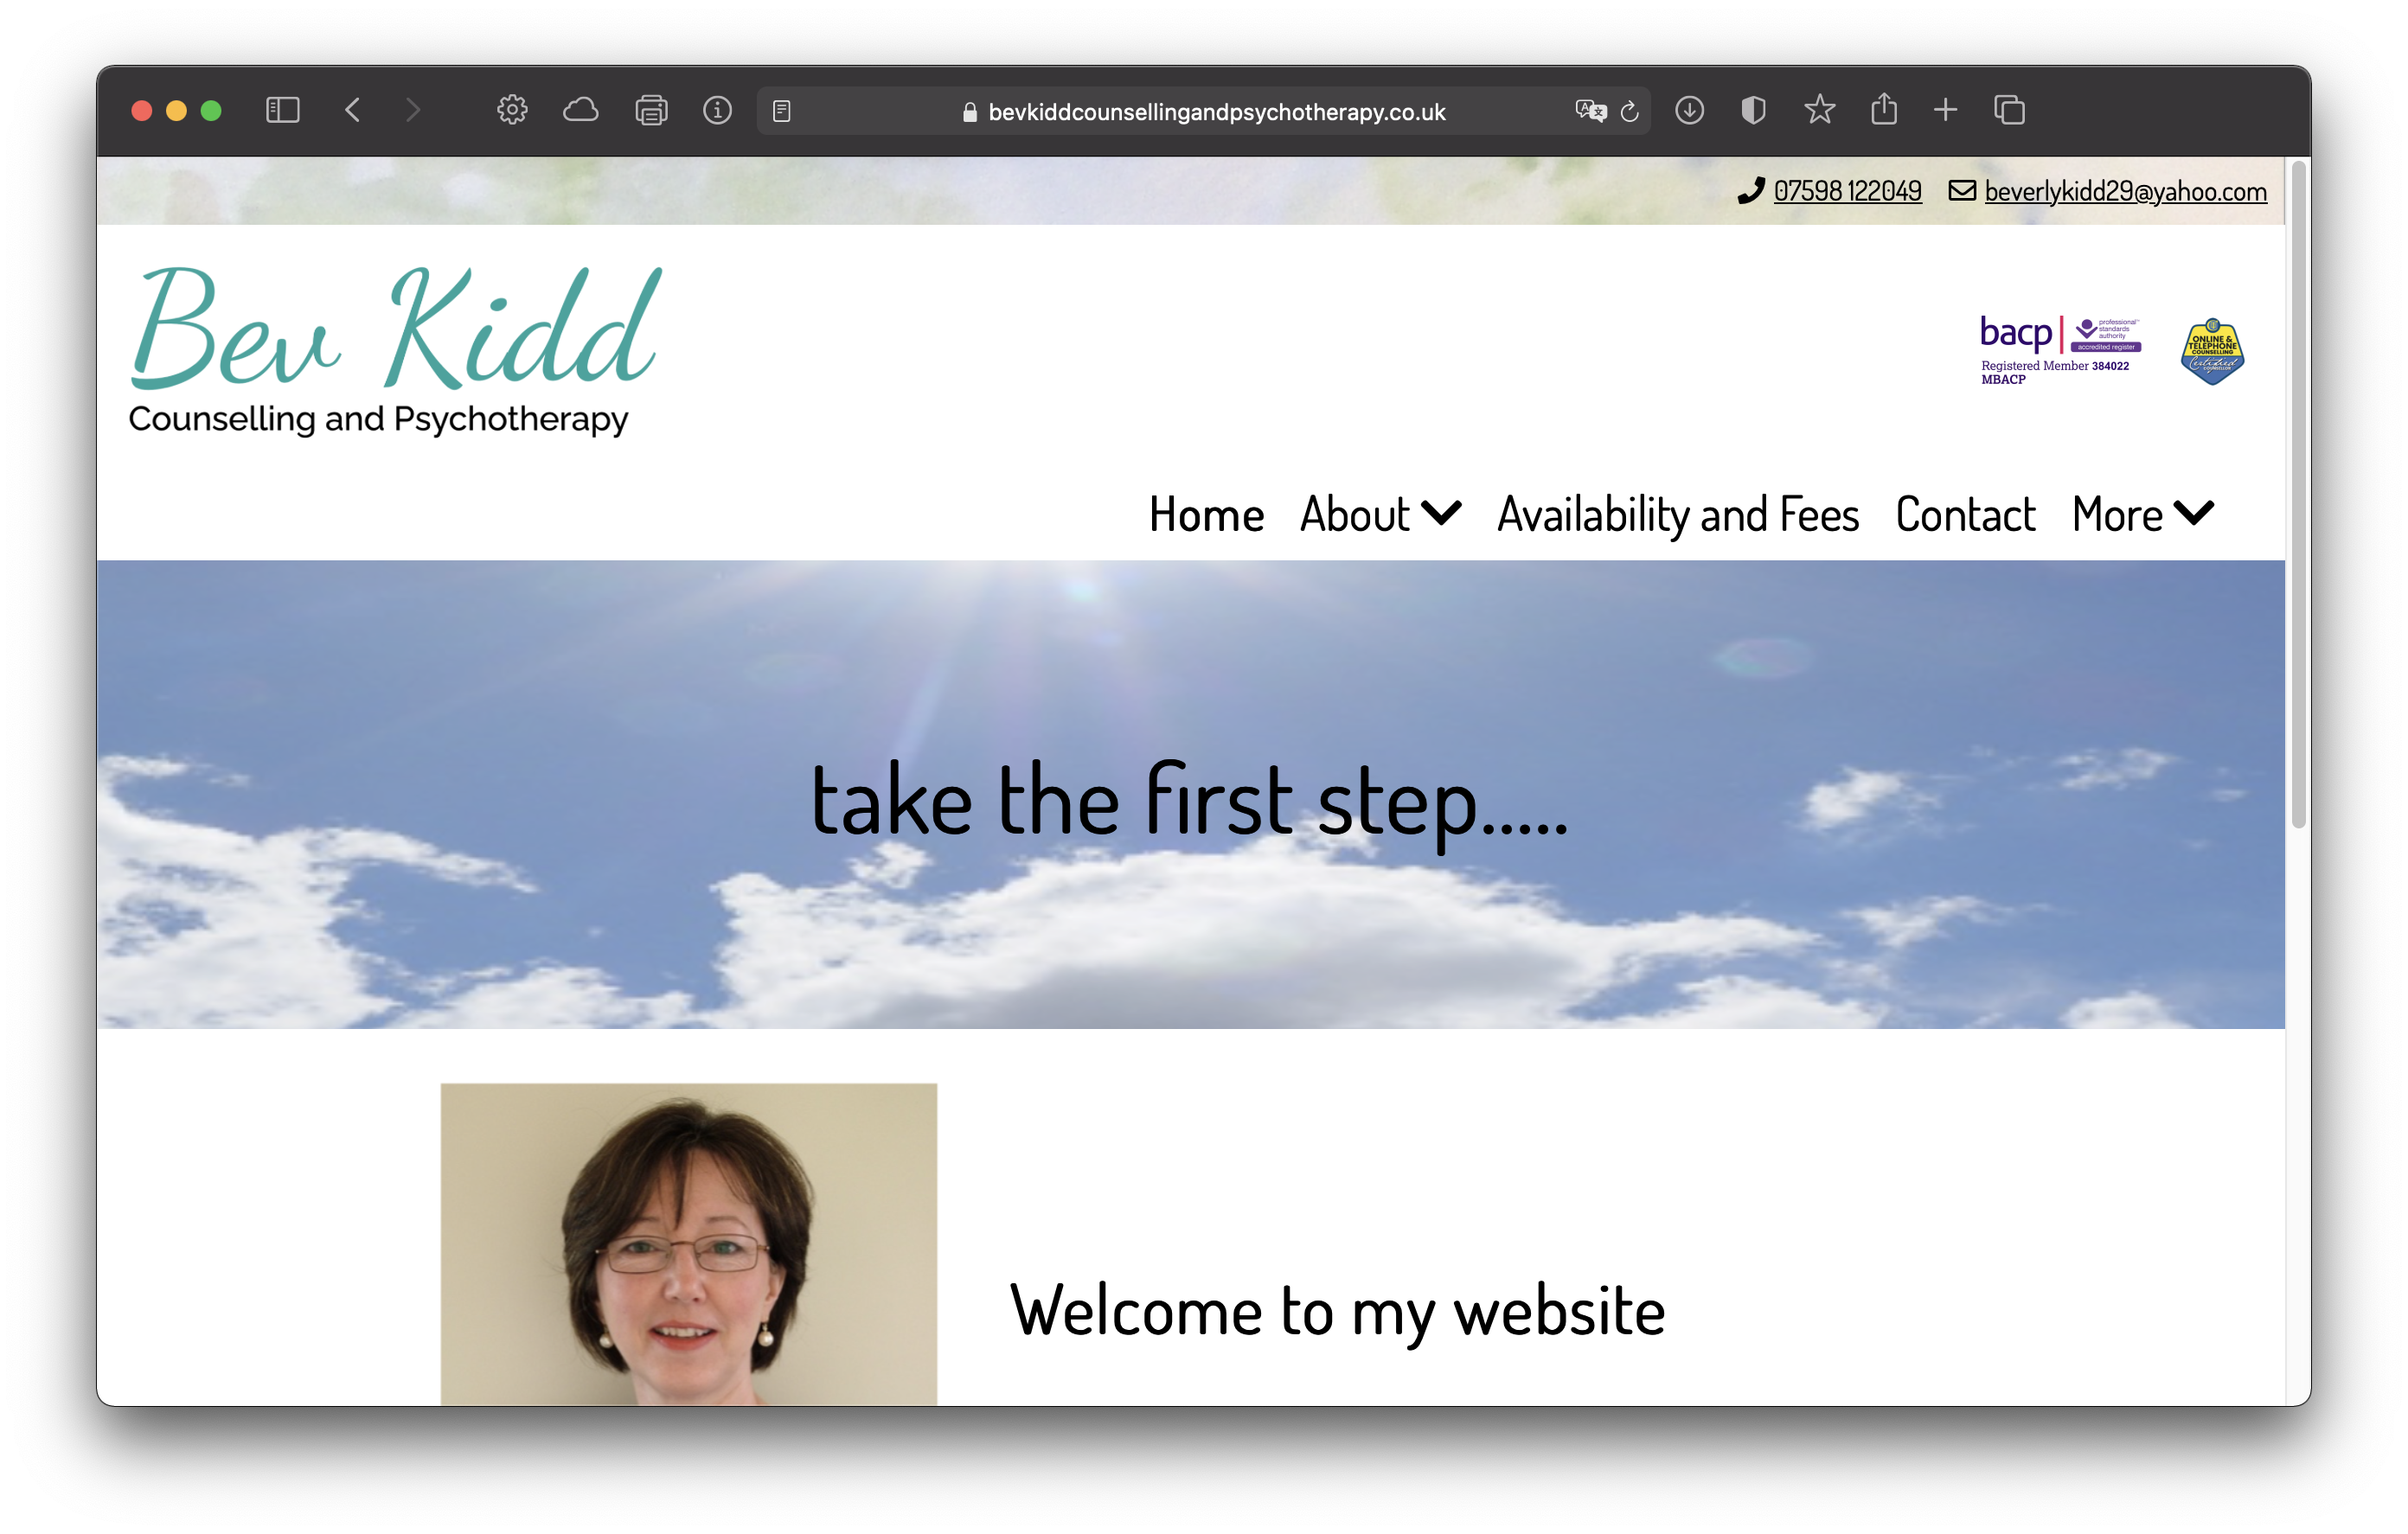 bevkiddcounsellingandpsychotherapy.co.uk
07598 122049 beverlykidd29@yahoo.com
Bev Kidd
Counselling and Psychotherapy
bacp
professional
standards
authority
accredited register
Registered Member 384022
MBACP
ONLINE &
TELEPHONE
COUNSELLING
Certified
COUNSELLOR
Home About Availability and Fees Contact More
take the first step.....
Welcome to my website